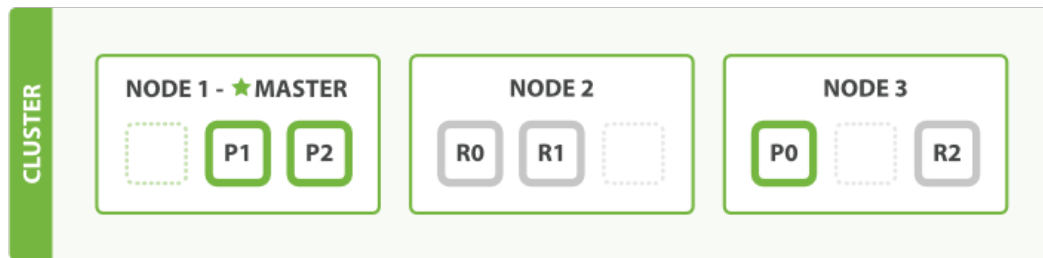 CLUSTER
NODE 1 - ★ MASTER
P1
P2
NODE 2
R0
R1
NODE 3
P0
R2